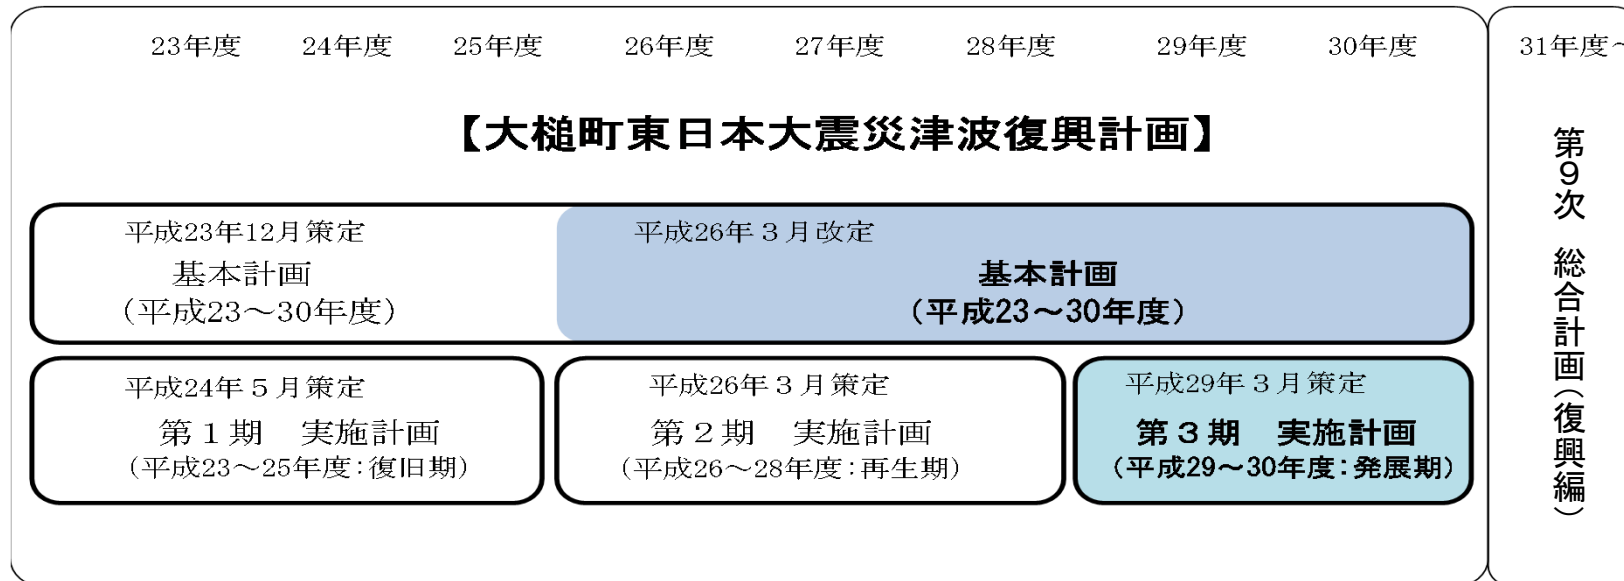 23年度 24年度 25年度 26年度 27年度 28年度 29年度 30年度 31年度～
【大槌町東日本大震災津波復興計画】
平成23年12月策定
基本計画
（平成23～30年度）
平成26年３月改定
基本計画
（平成23～30年度）
平成24年５月策定
第１期　実施計画
（平成23～25年度：復旧期）
平成26年３月策定
第２期　実施計画
（平成26～28年度：再生期）
平成29年３月策定
第３期　実施計画
（平成29～30年度：発展期）
第９次　総合計画（復興編）